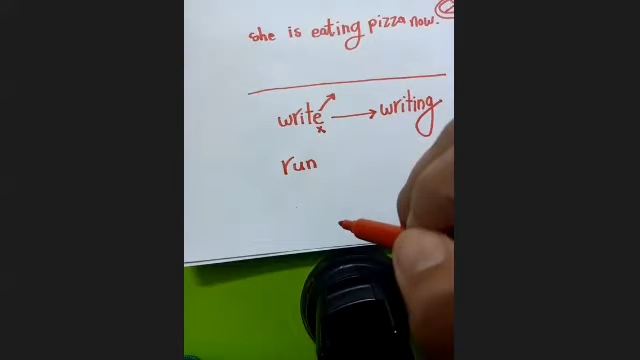 she is eating pizza now.
write → writing
x
run